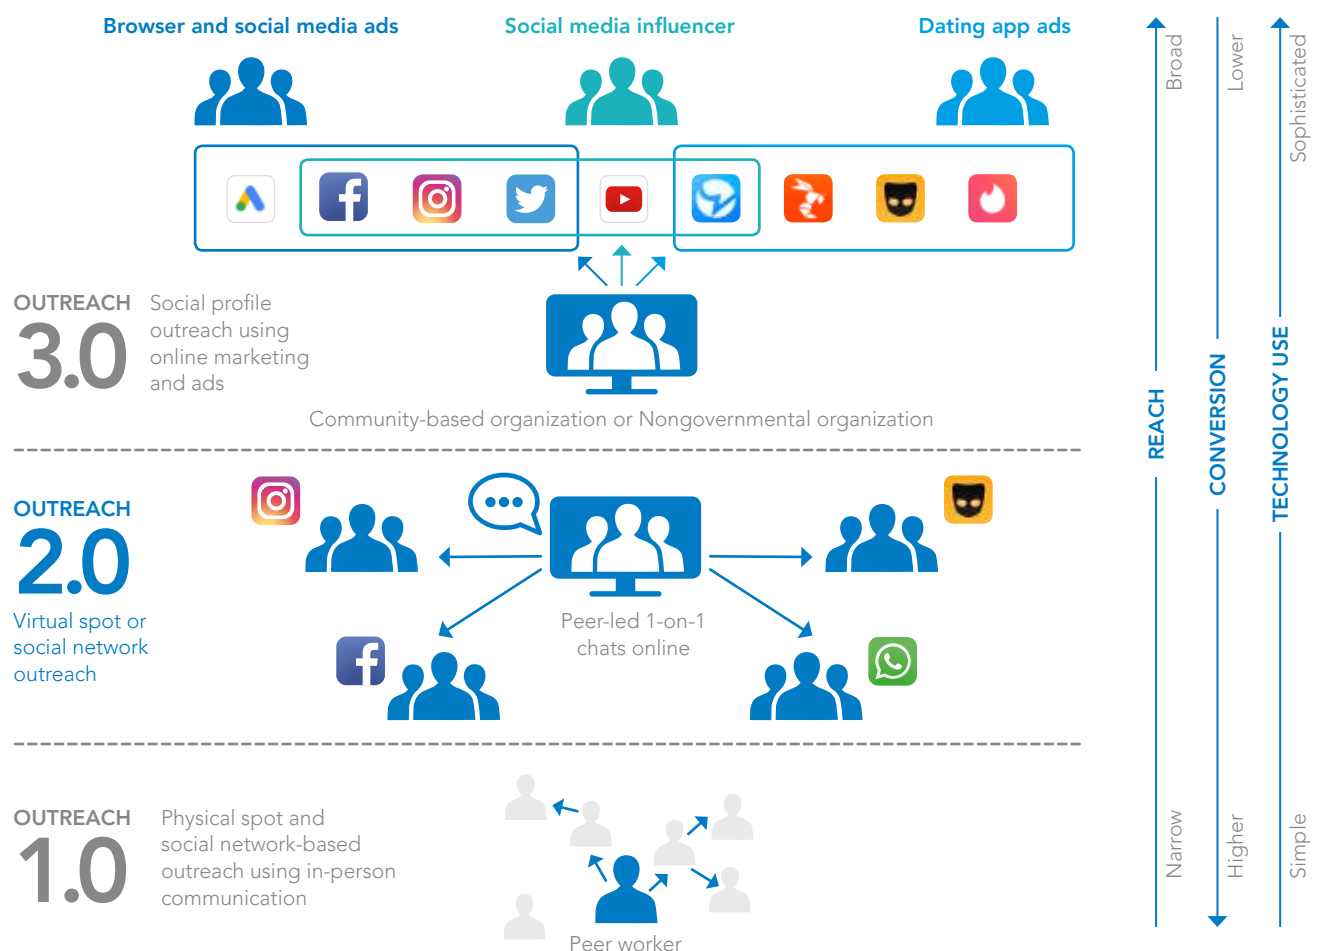 Browser and social media ads
Social media influencer
Dating app ads
OUTREACH
3.0
Social profile
outreach using
online marketing
and ads
Community-based organization or Nongovernmental organization
OUTREACH
2.0
Virtual spot or
social network
outreach
Peer-led 1-on-1
chats online
OUTREACH
1.0
Physical spot and
social network-based
outreach using in-person
communication
Peer worker
Broad
REACH
Narrow
Lower
CONVERSION
Higher
Sophisticated
TECHNOLOGY USE
Simple